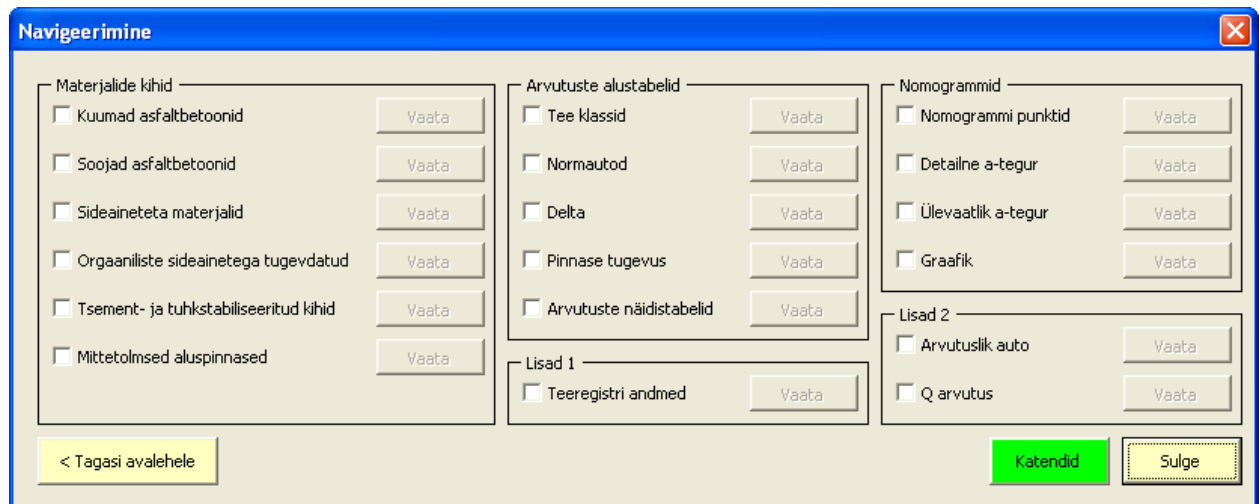 Navigeerimine
Materjalide kihid
Kuumad asfaltbetoonid Vaata
Soojad asfaltbetoonid Vaata
Sideaineteta materjalid Vaata
Orgaaniliste sideainetega tugevdatud Vaata
Tsement- ja tuhkstabiliseeritud kihid Vaata
Mittetolmsed aluspinnased Vaata
Arvutuste alustabelid
Tee klassid Vaata
Normautod Vaata
Delta Vaata
Pinnase tugevus Vaata
Arvutuste näidistabelid Vaata
Lisad 1
Teeregistri andmed Vaata
Nomogrammid
Nomogrammi punktid Vaata
Detailne a-tegur Vaata
Ülevaatlik a-tegur Vaata
Graafik Vaata
Lisad 2
Arvutuslik auto Vaata
Q arvutus Vaata
< Tagasi avalehele
Katendid
Sulge